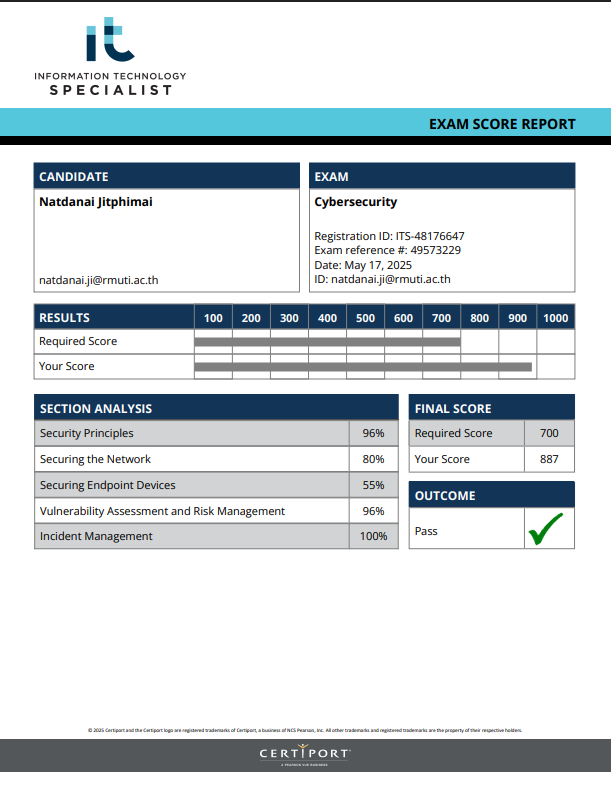 it
INFORMATION TECHNOLOGY
SPECIALIST
EXAM SCORE REPORT
CANDIDATE
Natdanai Jitphimai
natdanai.ji@rmuti.ac.th
EXAM
Cybersecurity
Registration ID: ITS-48176647
Exam reference #: 49573229
Date: May 17, 2025
ID: natdanai.ji@rmuti.ac.th
RESULTS 100 200 300 400 500 600 700 800 900 1000
Required Score
Your Score
SECTION ANALYSIS
Security Principles 96%
Securing the Network 80%
Securing Endpoint Devices 55%
Vulnerability Assessment and Risk Management 96%
Incident Management 100%
FINAL SCORE
Required Score 700
Your Score 887
OUTCOME
Pass
© 2025 Certiport and the Certiport logo are registered trademarks of Certiport, a business of NCS Pearson, Inc. All other trademarks and registered trademarks are the property of their respective holders.
CERTIPORT
A PEARSON VUE BUSINESS